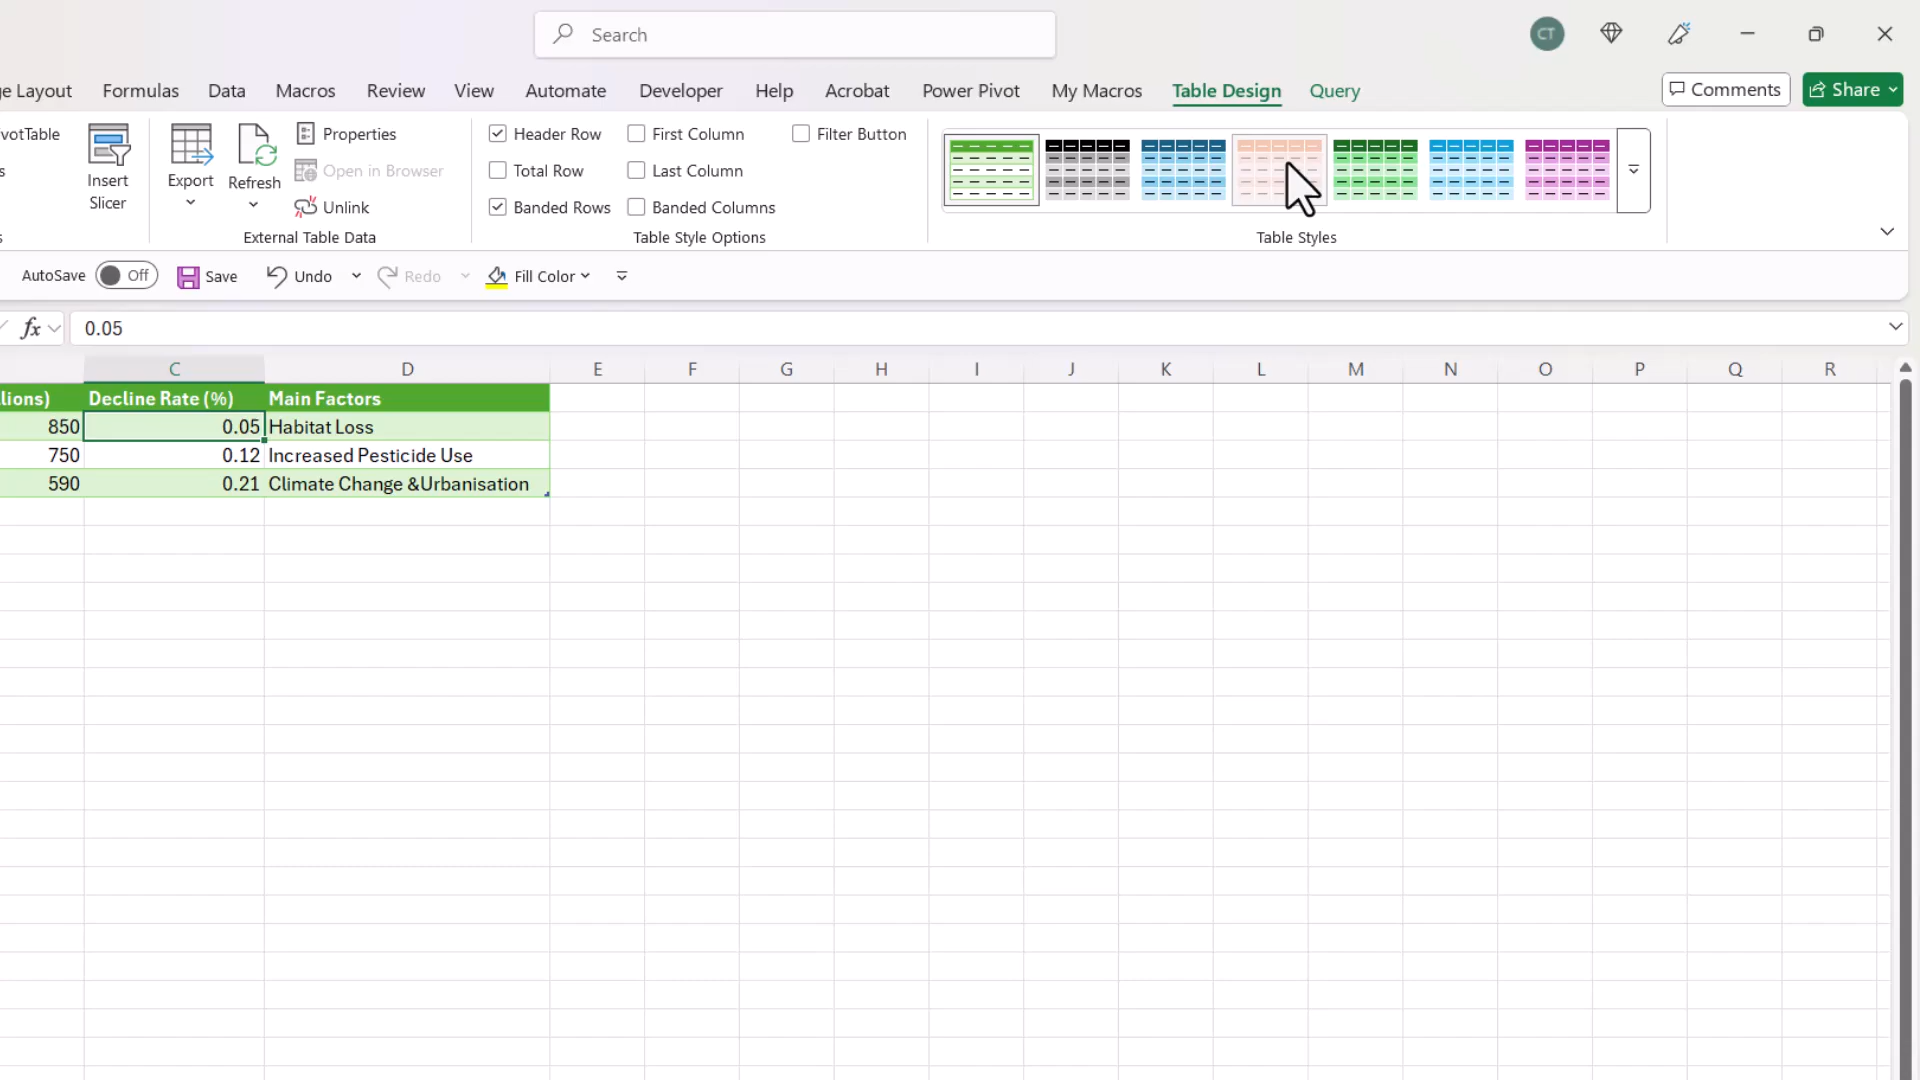 Search
CT
ge Layout Formulas Data Macros Review View Automate Developer Help Acrobat Power Pivot My Macros Table Design Query Comments Share
votTable
s
Insert
Slicer
Export
Refresh
Properties
Open in Browser
Unlink
External Table Data
Header Row First Column Filter Button
Total Row Last Column
Banded Rows Banded Columns
Table Style Options
Table Styles
s
AutoSave Off Save Undo Redo Fill Color
fx 0.05
C D E F G H I J K L M N O P Q R
lions) Decline Rate (%) Main Factors
850 0.05 Habitat Loss
750 0.12 Increased Pesticide Use
590 0.21 Climate Change &Urbanisation